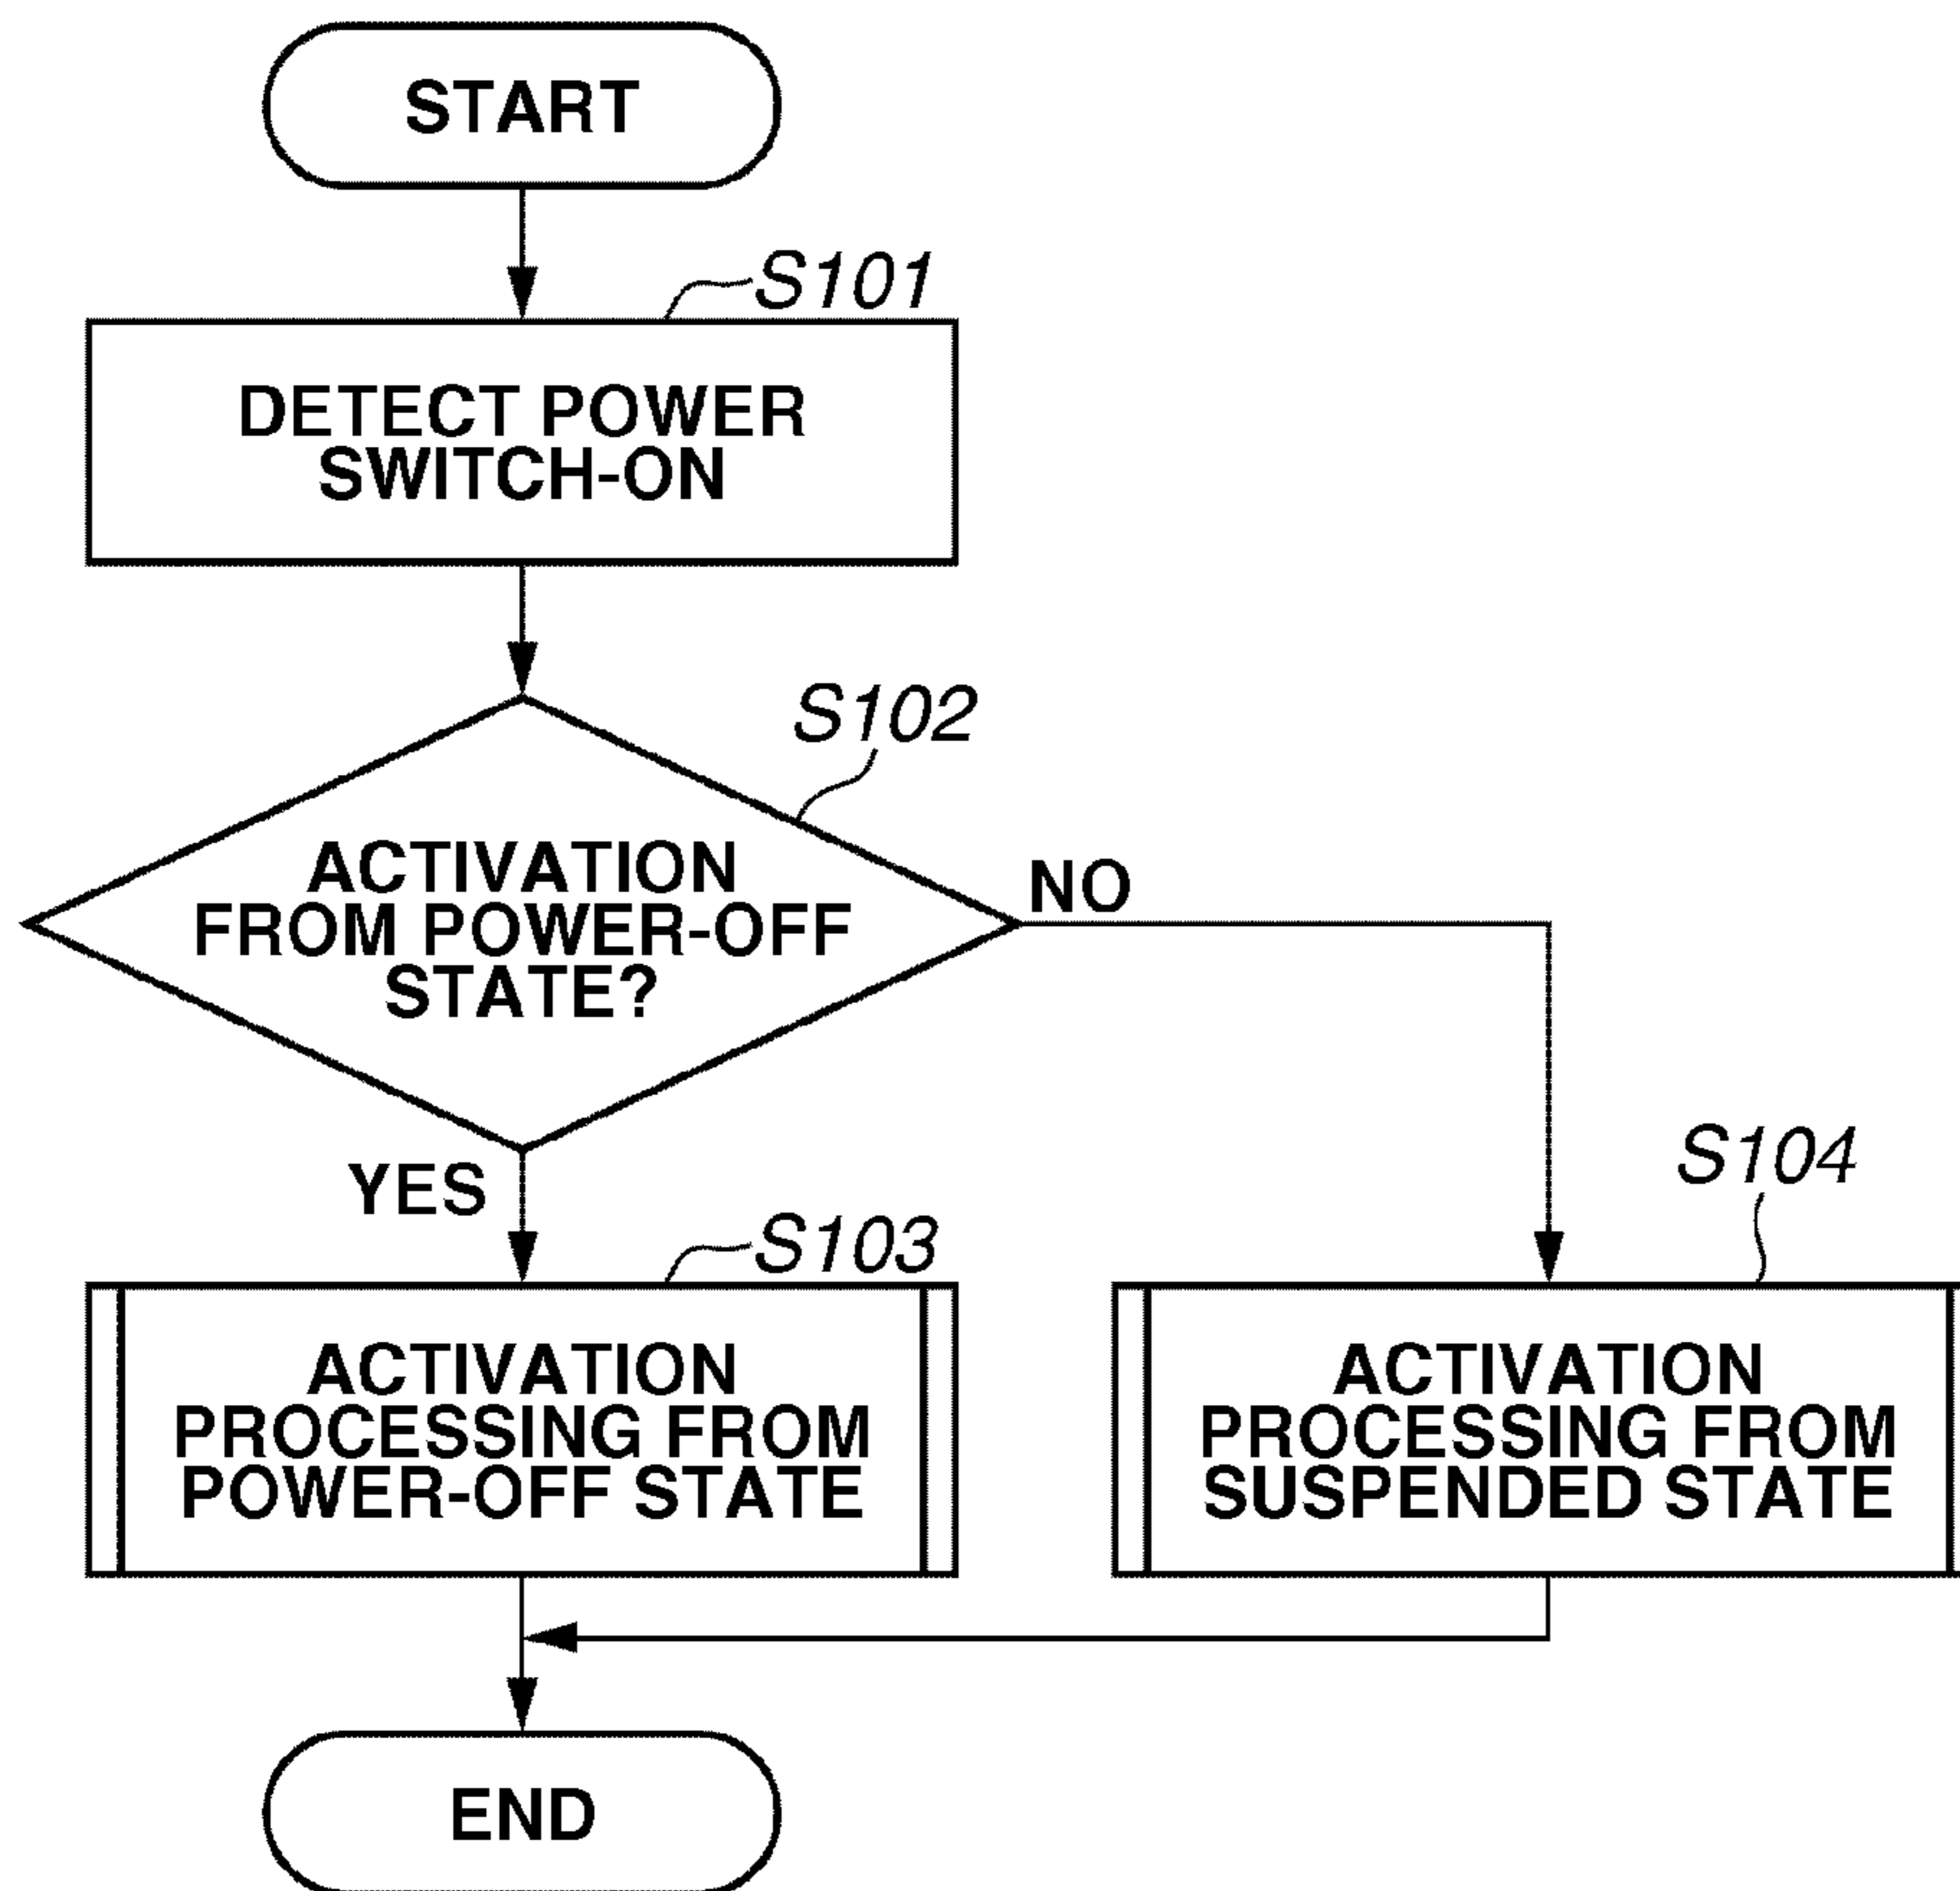 START
S101
DETECT POWER
SWITCH-ON
S102
ACTIVATION
FROM POWER-OFF
STATE?
NO
YES
S103
ACTIVATION
PROCESSING FROM
POWER-OFF STATE
S104
ACTIVATION
PROCESSING FROM
SUSPENDED STATE
END